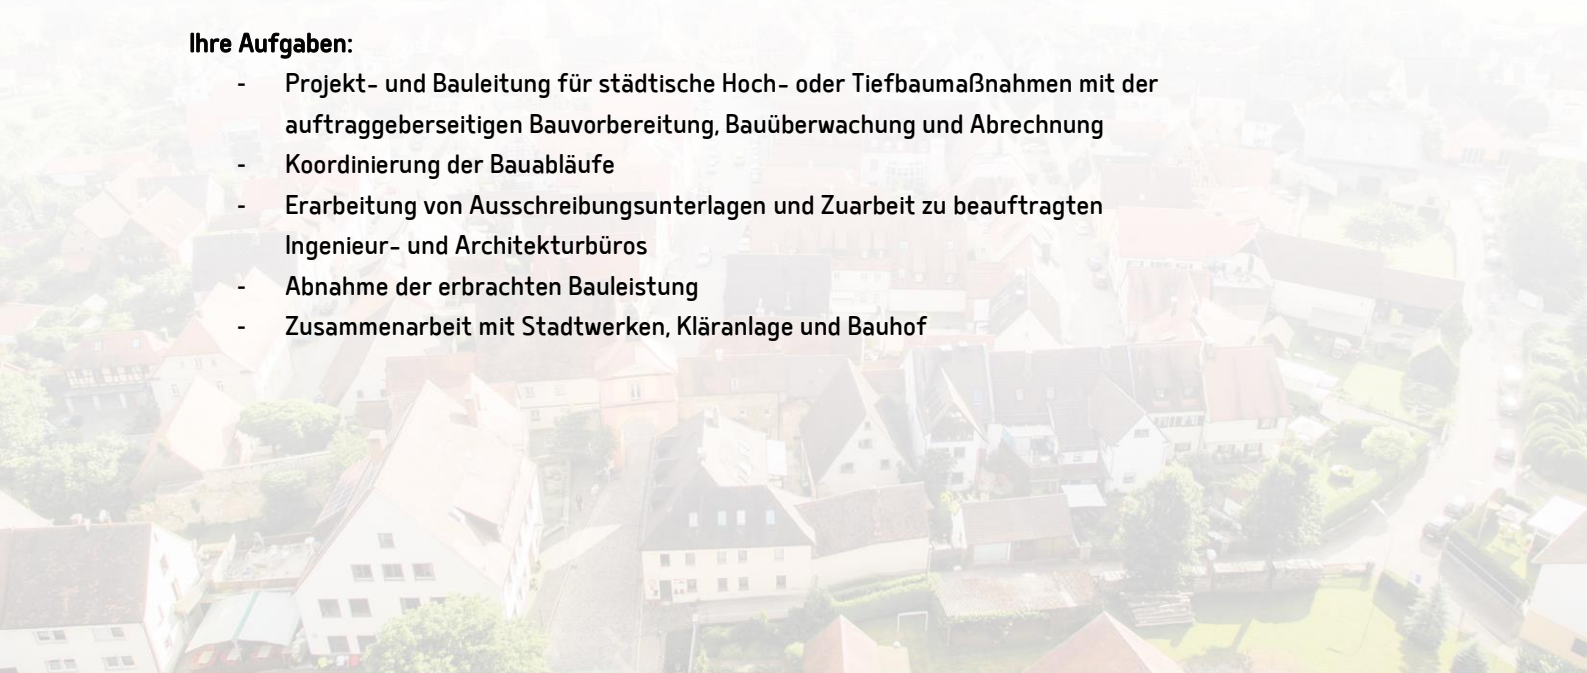 Ihre Aufgaben:
- Projekt- und Bauleitung für städtische Hoch- oder Tiefbaumaßnahmen mit der
auftraggeberseitigen Bauvorbereitung, Bauüberwachung und Abrechnung
- Koordinierung der Bauabläufe
- Erarbeitung von Ausschreibungsunterlagen und Zuarbeit zu beauftragten
Ingenieur- und Architekturbüros
- Abnahme der erbrachten Bauleistung
- Zusammenarbeit mit Stadtwerken, Kläranlage und Bauhof